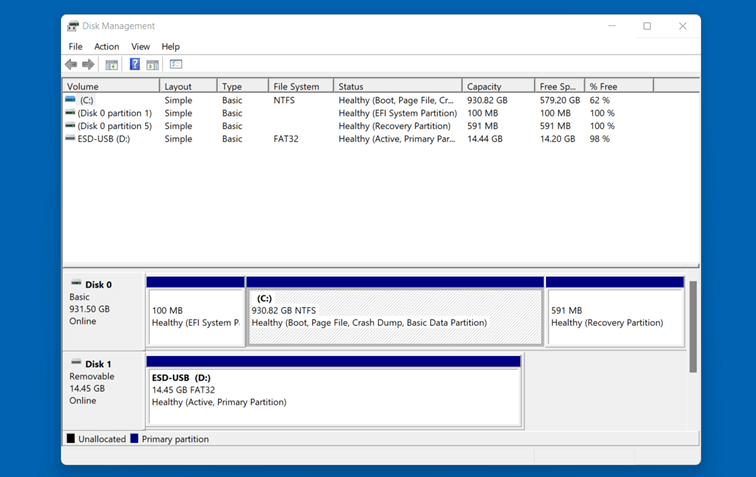 Disk Management
File Action View Help
Volume Layout Type File System Status Capacity Free Sp... % Free
(C:) Simple Basic NTFS Healthy (Boot, Page File, Cr... 930.82 GB 579.20 GB 62 %
(Disk 0 partition 1) Simple Basic Healthy (EFI System Partition) 100 MB 100 MB 100 %
(Disk 0 partition 5) Simple Basic Healthy (Recovery Partition) 591 MB 591 MB 100 %
ESD-USB (D:) Simple Basic FAT32 Healthy (Active, Primary Par... 14.44 GB 14.20 GB 98 %
Disk 0
Basic
931.50 GB
Online
100 MB
Healthy (EFI System P
(C:)
930.82 GB NTFS
Healthy (Boot, Page File, Crash Dump, Basic Data Partition)
591 MB
Healthy (Recovery Partition)
Disk 1
Removable
14.45 GB
Online
ESD-USB (D:)
14.45 GB FAT32
Healthy (Active, Primary Partition)
Unallocated Primary partition